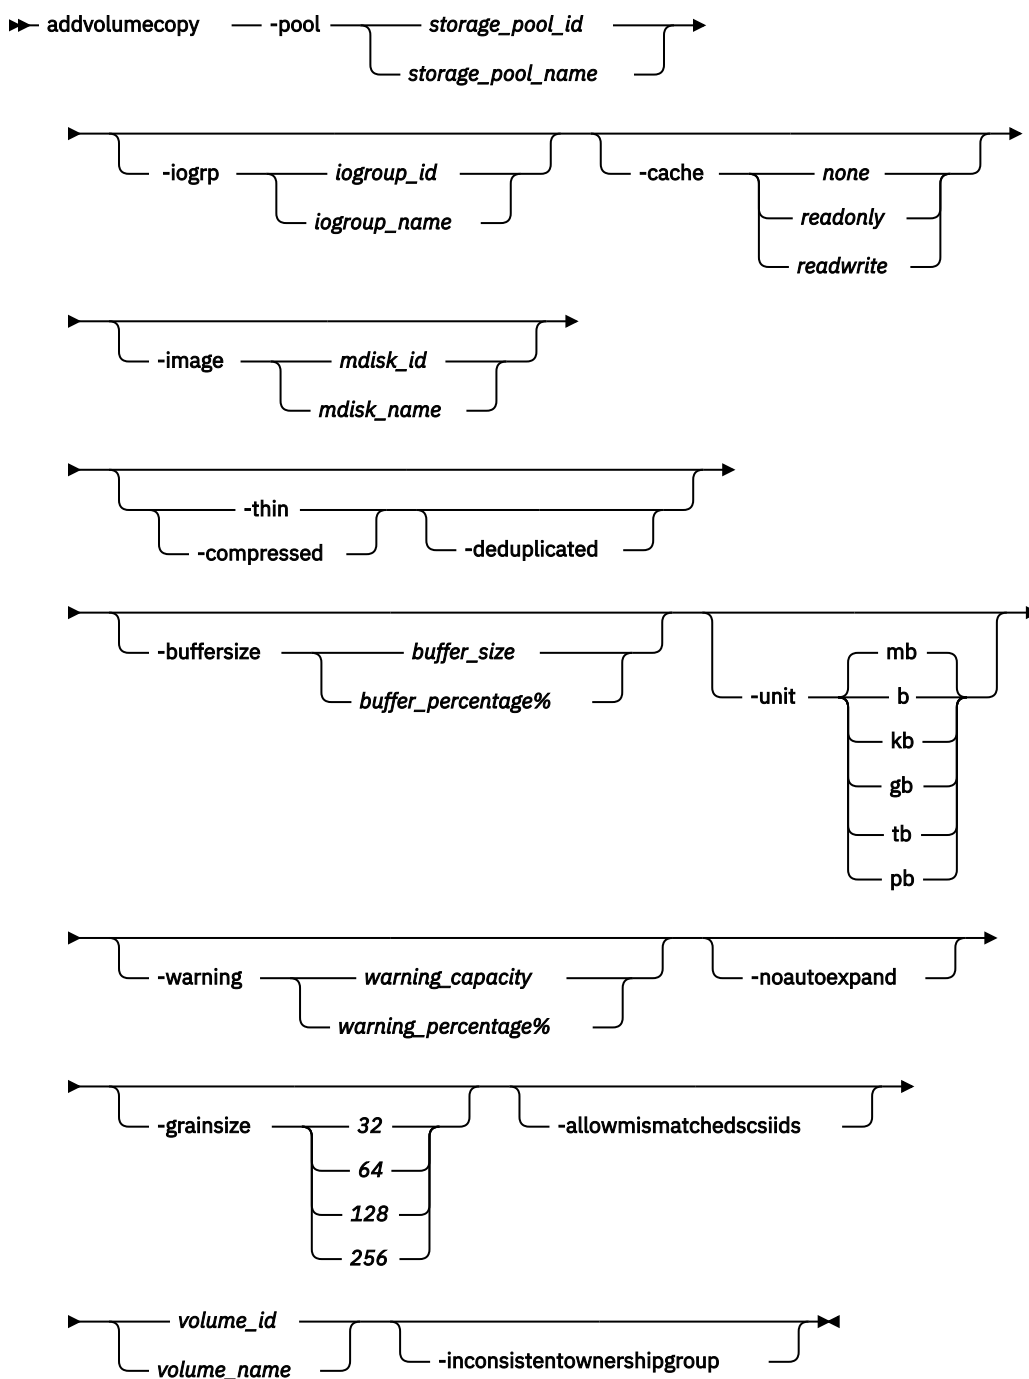 addvolumecopy -pool storage_pool_id
storage_pool_name
-iogrp iogroup_id -cache none
iogroup_name readonly
readwrite
-image mdisk_id
mdisk_name
-thin
-compressed -deduplicated
-buffersize buffer_size mb
buffer_percentage% -unit b
kb
gb
tb
pb
-warning warning_capacity -noautoexpand
warning_percentage%
-grainsize 32 -allowmismatchedscsiids
64
128
256
volume_id
volume_name -inconsistentownershipgroup